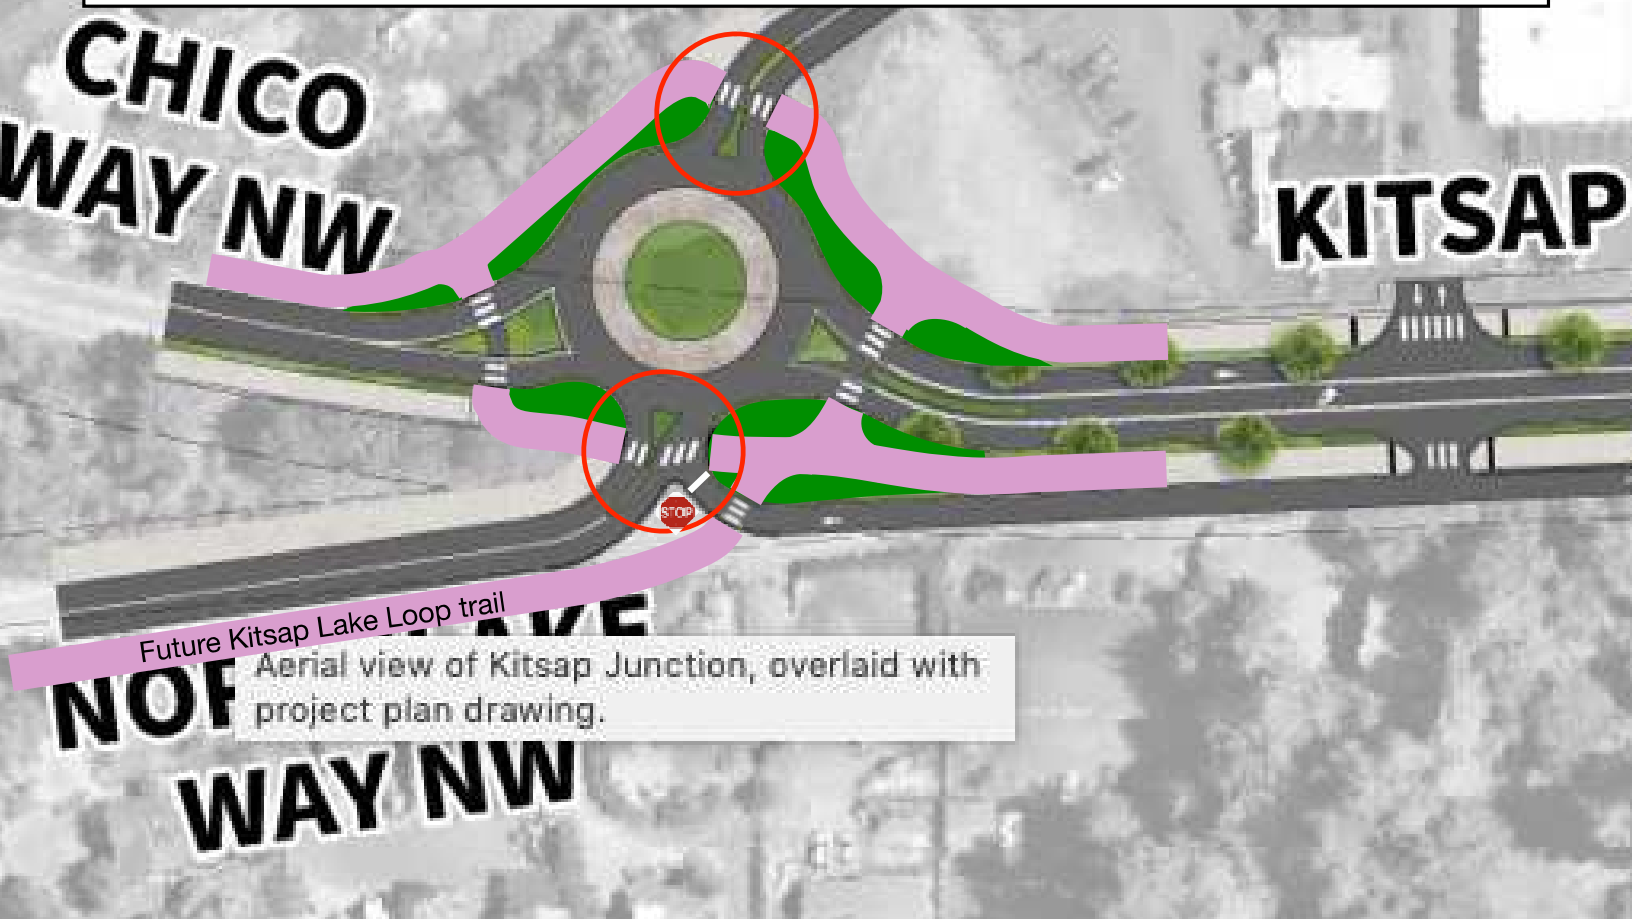 CHICO
WAY NW
KITSAP
STOP
Future Kitsap Lake Loop trail
LAKE
Aerial view of Kitsap Junction, overlaid with
project plan drawing.
WAY NW